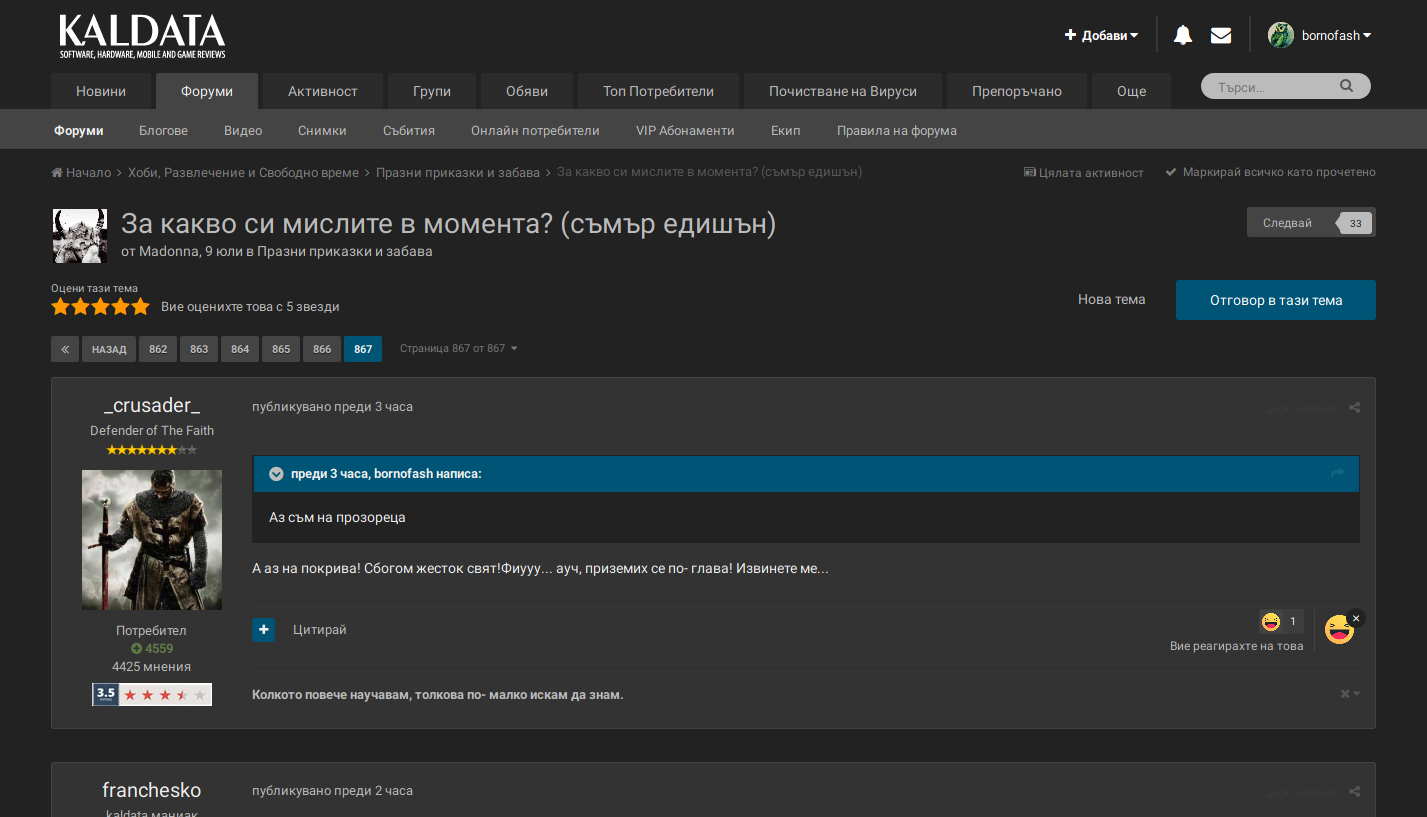 KALDATA
SOFTWARE, HARDWARE, MOBILE AND GAME REVIEWS
Добави
bornofash
Новини
Форуми
Активност
Групи
Обяви
Топ Потребители
Почистване на Вируси
Препоръчано
Още
Търси...
Форуми
Блогове
Видео
Снимки
Събития
Онлайн потребители
VIP Абонаменти
Екип
Правила на форума
Начало
Хоби, Развлечение и Свободно време
Празни приказки и забава
За какво си мислите в момента? (съмър едишън)
Цялата активност
Маркирай всичко като прочетено
За какво си мислите в момента? (съмър едишън)
от Madonna, 9 юли в Празни приказки и забава
Следвай
33
Оцени тази тема
Вие оценихте това с 5 звезди
Нова тема
Отговор в тази тема
«
НАЗАД
862
863
864
865
866
867
Страница 867 от 867
_crusader_
Defender of The Faith
Потребител
4559
4425 мнения
3.5
публикувано преди 3 часа
преди 3 часа, bornofash написа:
Аз съм на прозореца
А аз на покрива! Сбогом жесток свят!Фиууу... ауч, приземих се по- глава! Извинете ме...
Цитирай
1
Вие реагирахте на това
Колкото повече научавам, толкова по- малко искам да знам.
franchesko
kaldata маниак
публикувано преди 2 часа